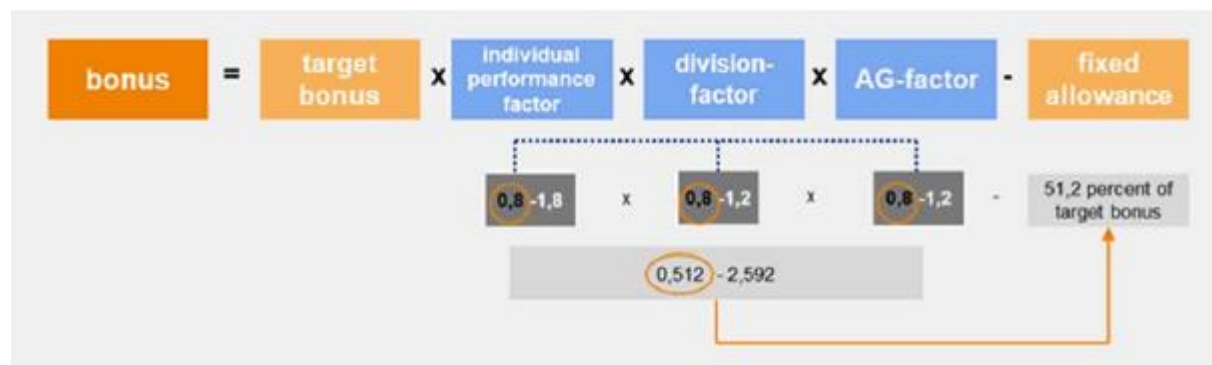 bonus = target bonus x individual performance factor x division-factor x AG-factor - fixed allowance
0,8 -1,8 x 0,8 -1,2 x 0,8 -1,2 - 51,2 percent of target bonus
0,512 - 2,592